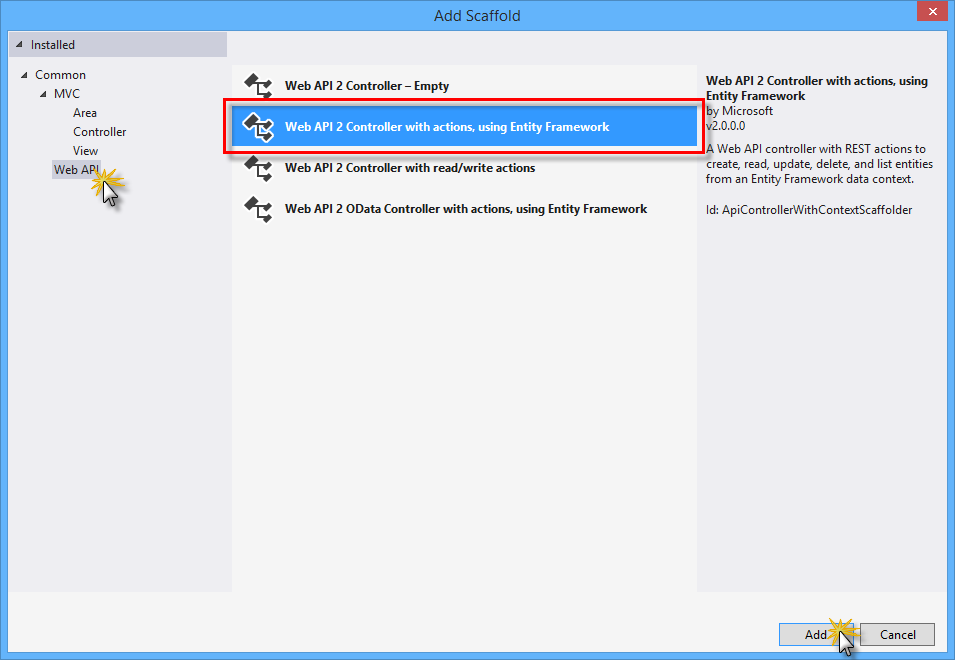 Add Scaffold
Installed
Common
MVC
Area
Controller
View
Web API
Web API 2 Controller – Empty
Web API 2 Controller with actions, using Entity Framework
Web API 2 Controller with read/write actions
Web API 2 OData Controller with actions, using Entity Framework
Web API 2 Controller with actions, using
Entity Framework
by Microsoft
v2.0.0.0
A Web API controller with REST actions to
create, read, update, delete, and list entities
from an Entity Framework data context.
Id: ApiControllerWithContextScaffolder
Add
Cancel